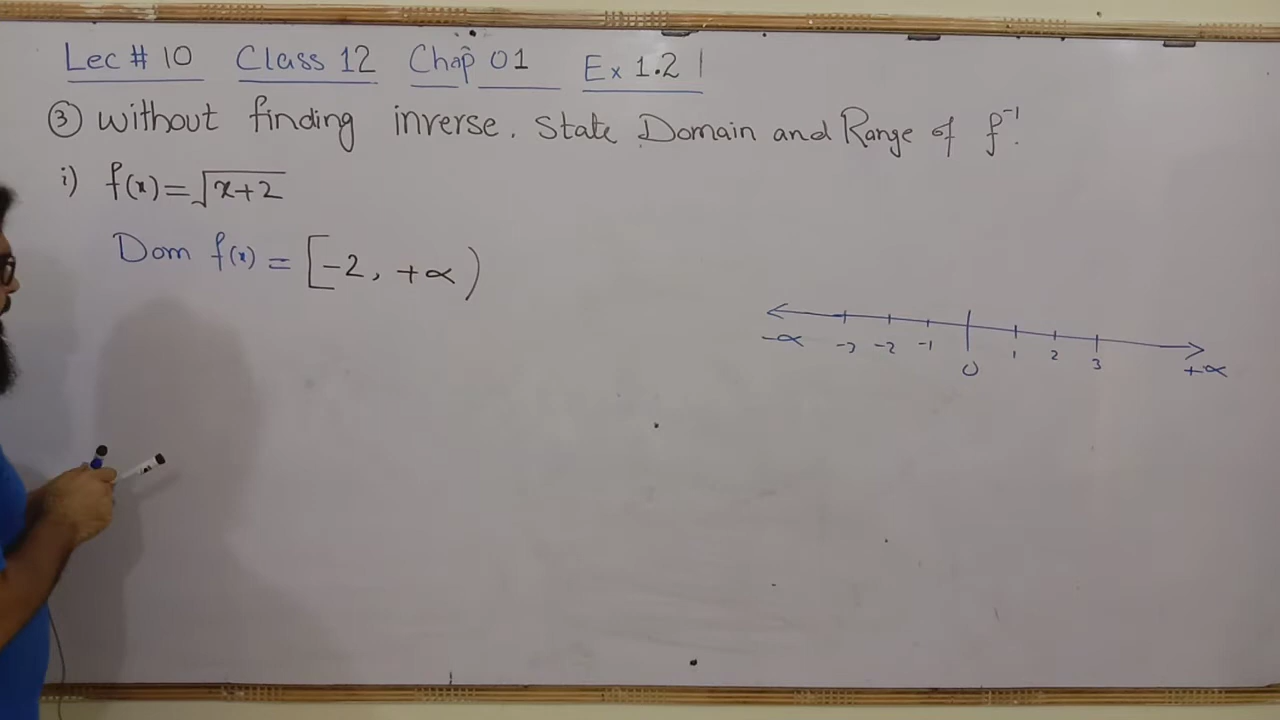 Lec # 10 Class 12 Chap 01 Ex 1.2
③ without finding inverse. State Domain and Range of f⁻¹.
i) f(x) = √x+2
Dom f(x) = [-2, +∝)
-∝ -3 -2 -1 0 1 2 3 +∝